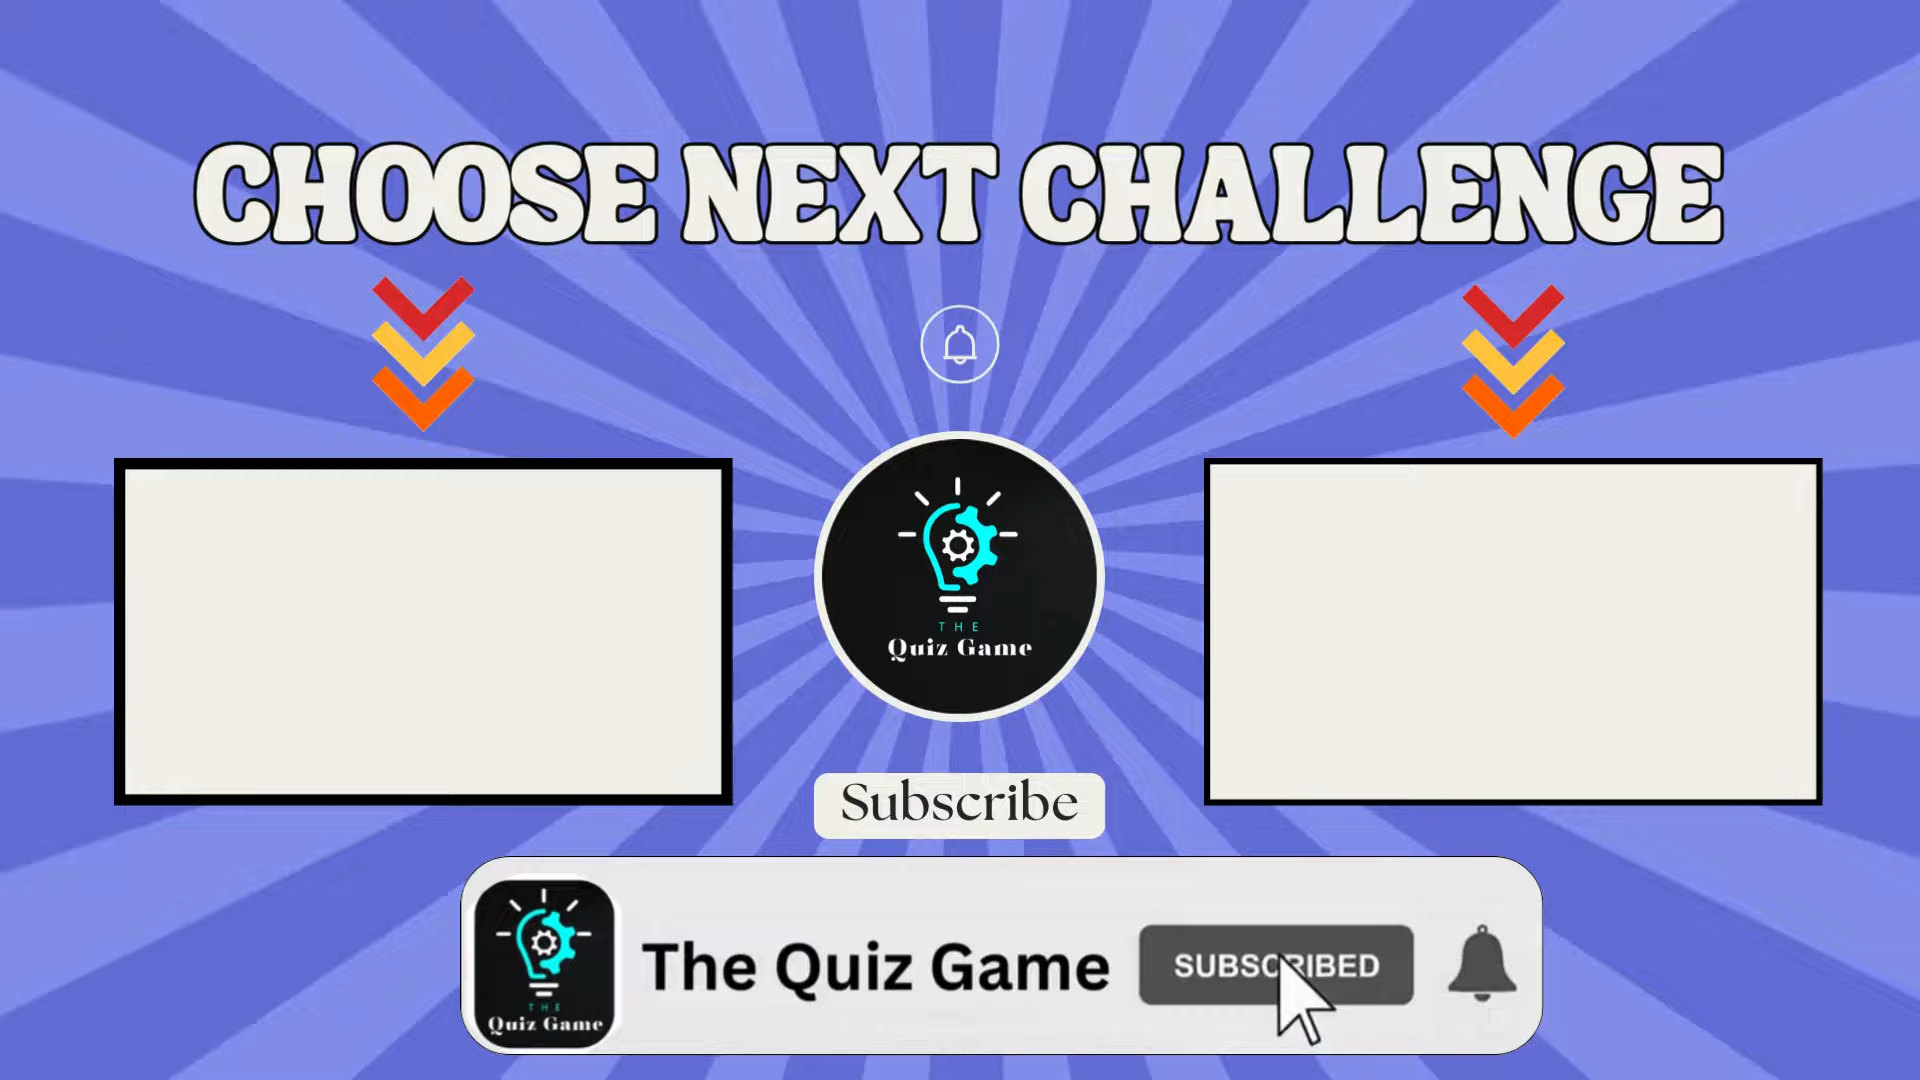 CHOOSE NEXT CHALLENGE
THE
Quiz Game
Subscribe
THE
Quiz Game
The Quiz Game
SUBSCRIBED